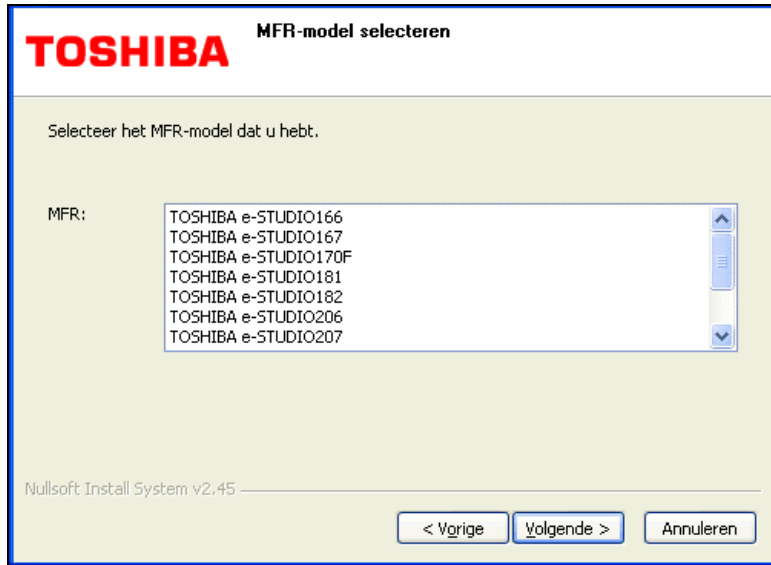 TOSHIBA
MFR-model selecteren
Selecteer het MFR-model dat u hebt.
MFR:
TOSHIBA e-STUDIO166
TOSHIBA e-STUDIO167
TOSHIBA e-STUDIO170F
TOSHIBA e-STUDIO181
TOSHIBA e-STUDIO182
TOSHIBA e-STUDIO206
TOSHIBA e-STUDIO207
Nullsoft Install System v2.45
< Vorige
Volgende >
Annuleren